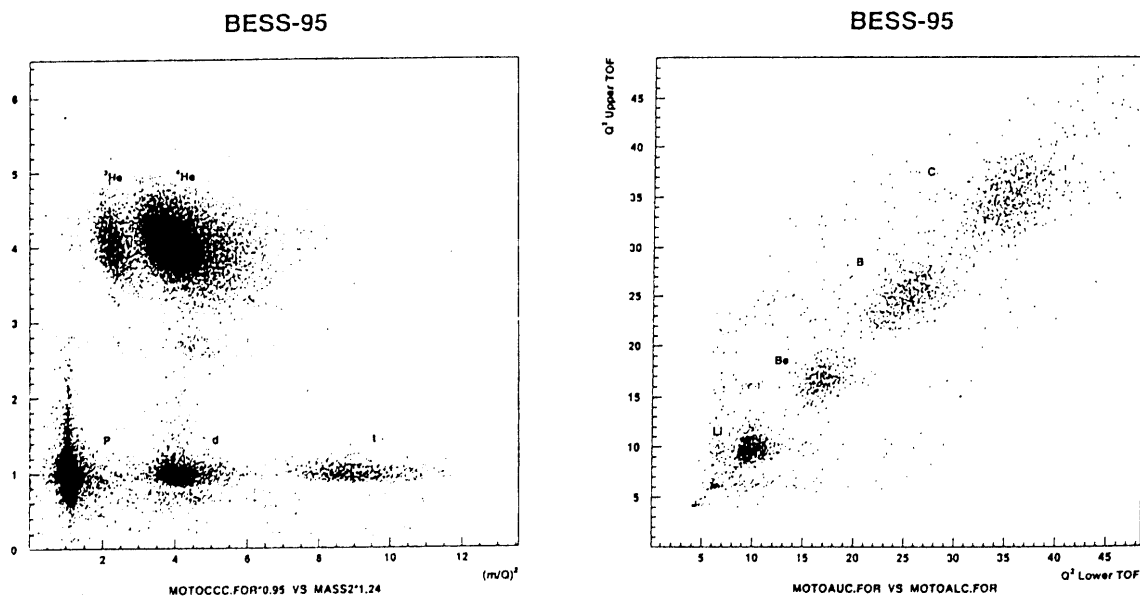 BESS-95
6
5
4
3
2
1
0
³He
⁴He
p
d
t
2
4
6
8
10
12
(m/Q)²
MOTOCCC.FOR*0.95 VS MASS2*1.24
BESS-95
Q² Upper TOF
45
40
35
30
25
20
15
10
5
C
B
Be
Li
5
10
15
20
25
30
35
40
45
Q² Lower TOF
MOTOAUC.FOR VS MOTOALC.FOR